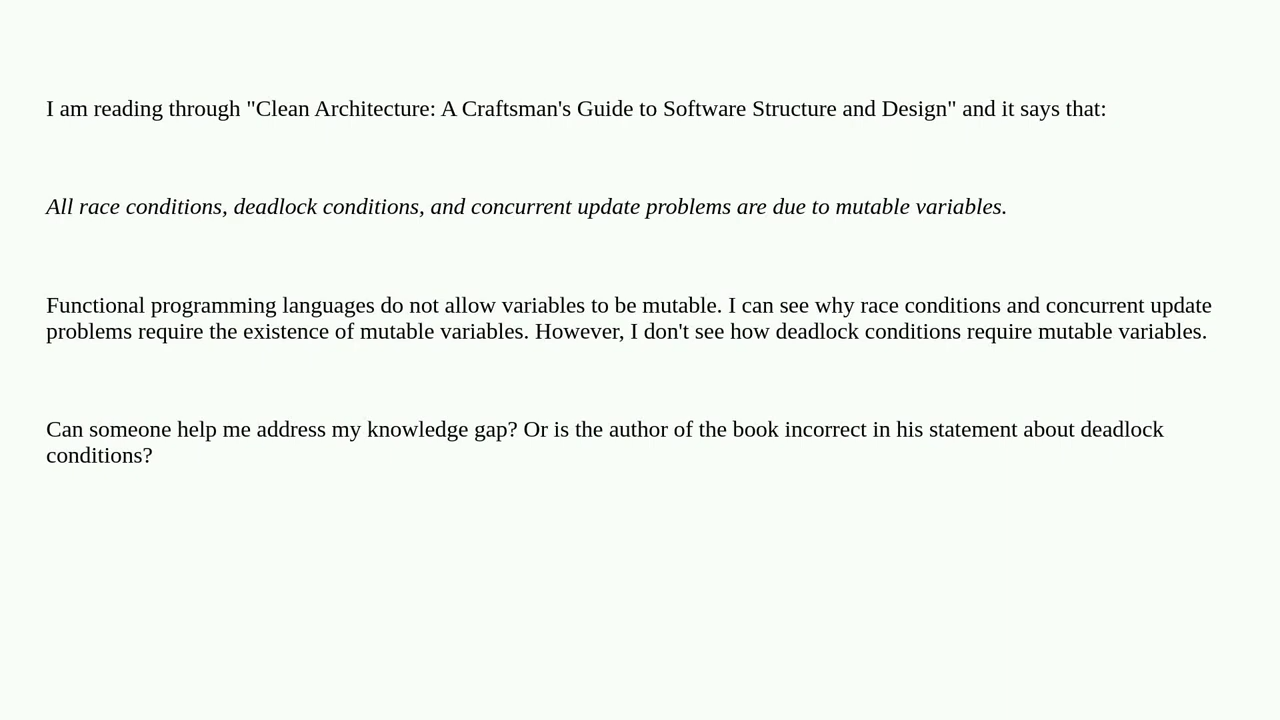 I am reading through "Clean Architecture: A Craftsman's Guide to Software Structure and Design" and it says that:
All race conditions, deadlock conditions, and concurrent update problems are due to mutable variables.
Functional programming languages do not allow variables to be mutable. I can see why race conditions and concurrent update
problems require the existence of mutable variables. However, I don't see how deadlock conditions require mutable variables.
Can someone help me address my knowledge gap? Or is the author of the book incorrect in his statement about deadlock
conditions?